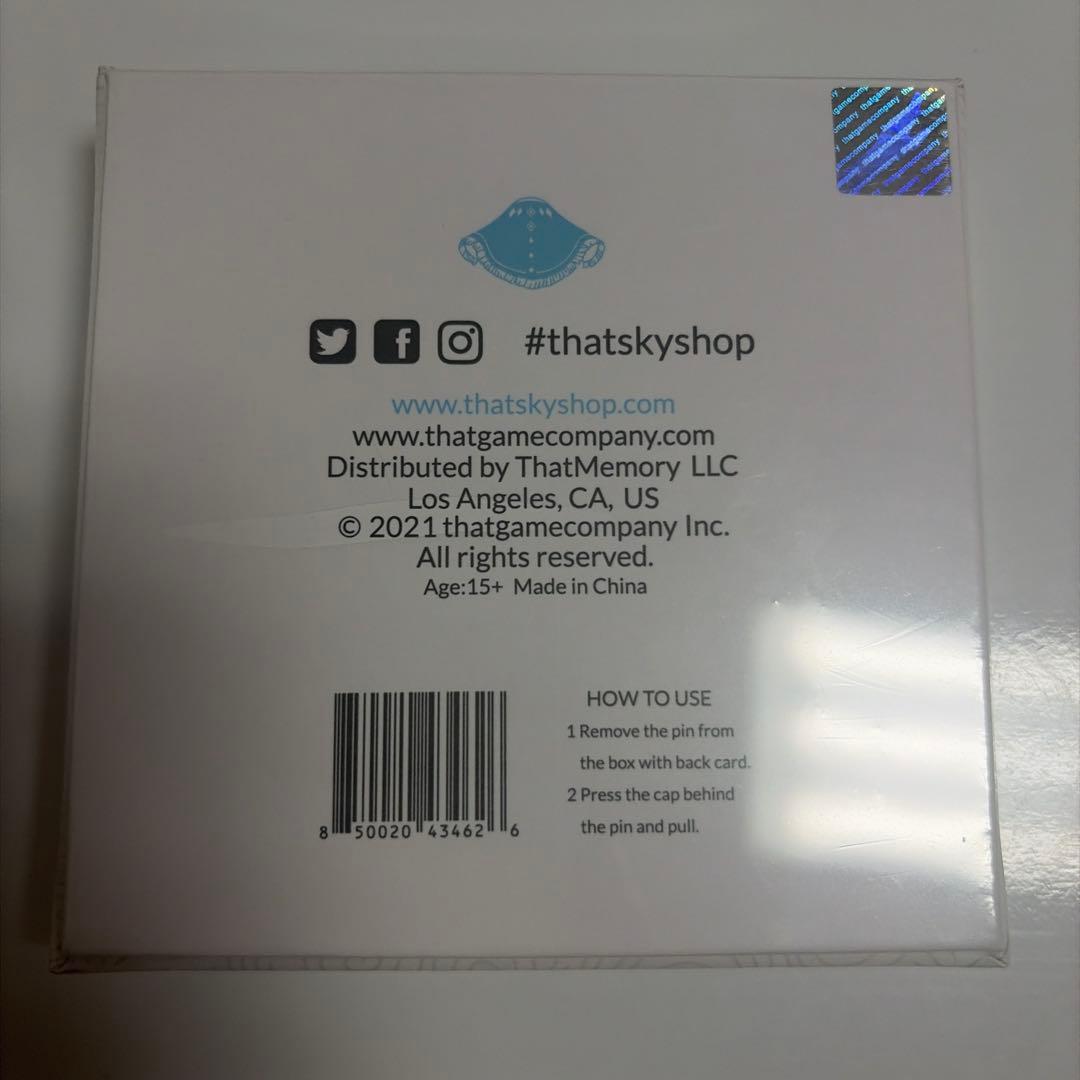 thatgamecompany
#thatskyshop
www.thatskyshop.com
www.thatgamecompany.com
Distributed by ThatMemory LLC
Los Angeles, CA, US
© 2021 thatgamecompany Inc.
All rights reserved.
Age:15+ Made in China
HOW TO USE
1 Remove the pin from
the box with back card.
2 Press the cap behind
the pin and pull.
8 50020 43462 6